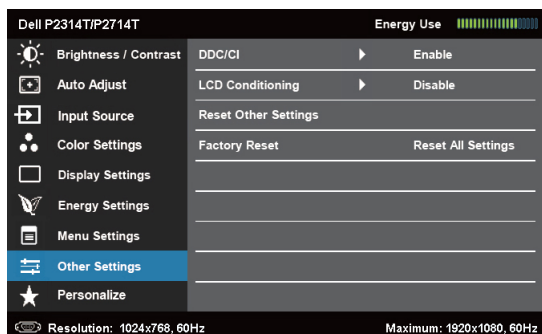 Dell P2314T/P2714T Energy Use
Brightness / Contrast DDC/CI Enable
Auto Adjust LCD Conditioning Disable
Input Source Reset Other Settings
Color Settings Factory Reset Reset All Settings
Display Settings
Energy Settings
Menu Settings
Other Settings
Personalize
Resolution: 1024x768, 60Hz Maximum: 1920x1080, 60Hz